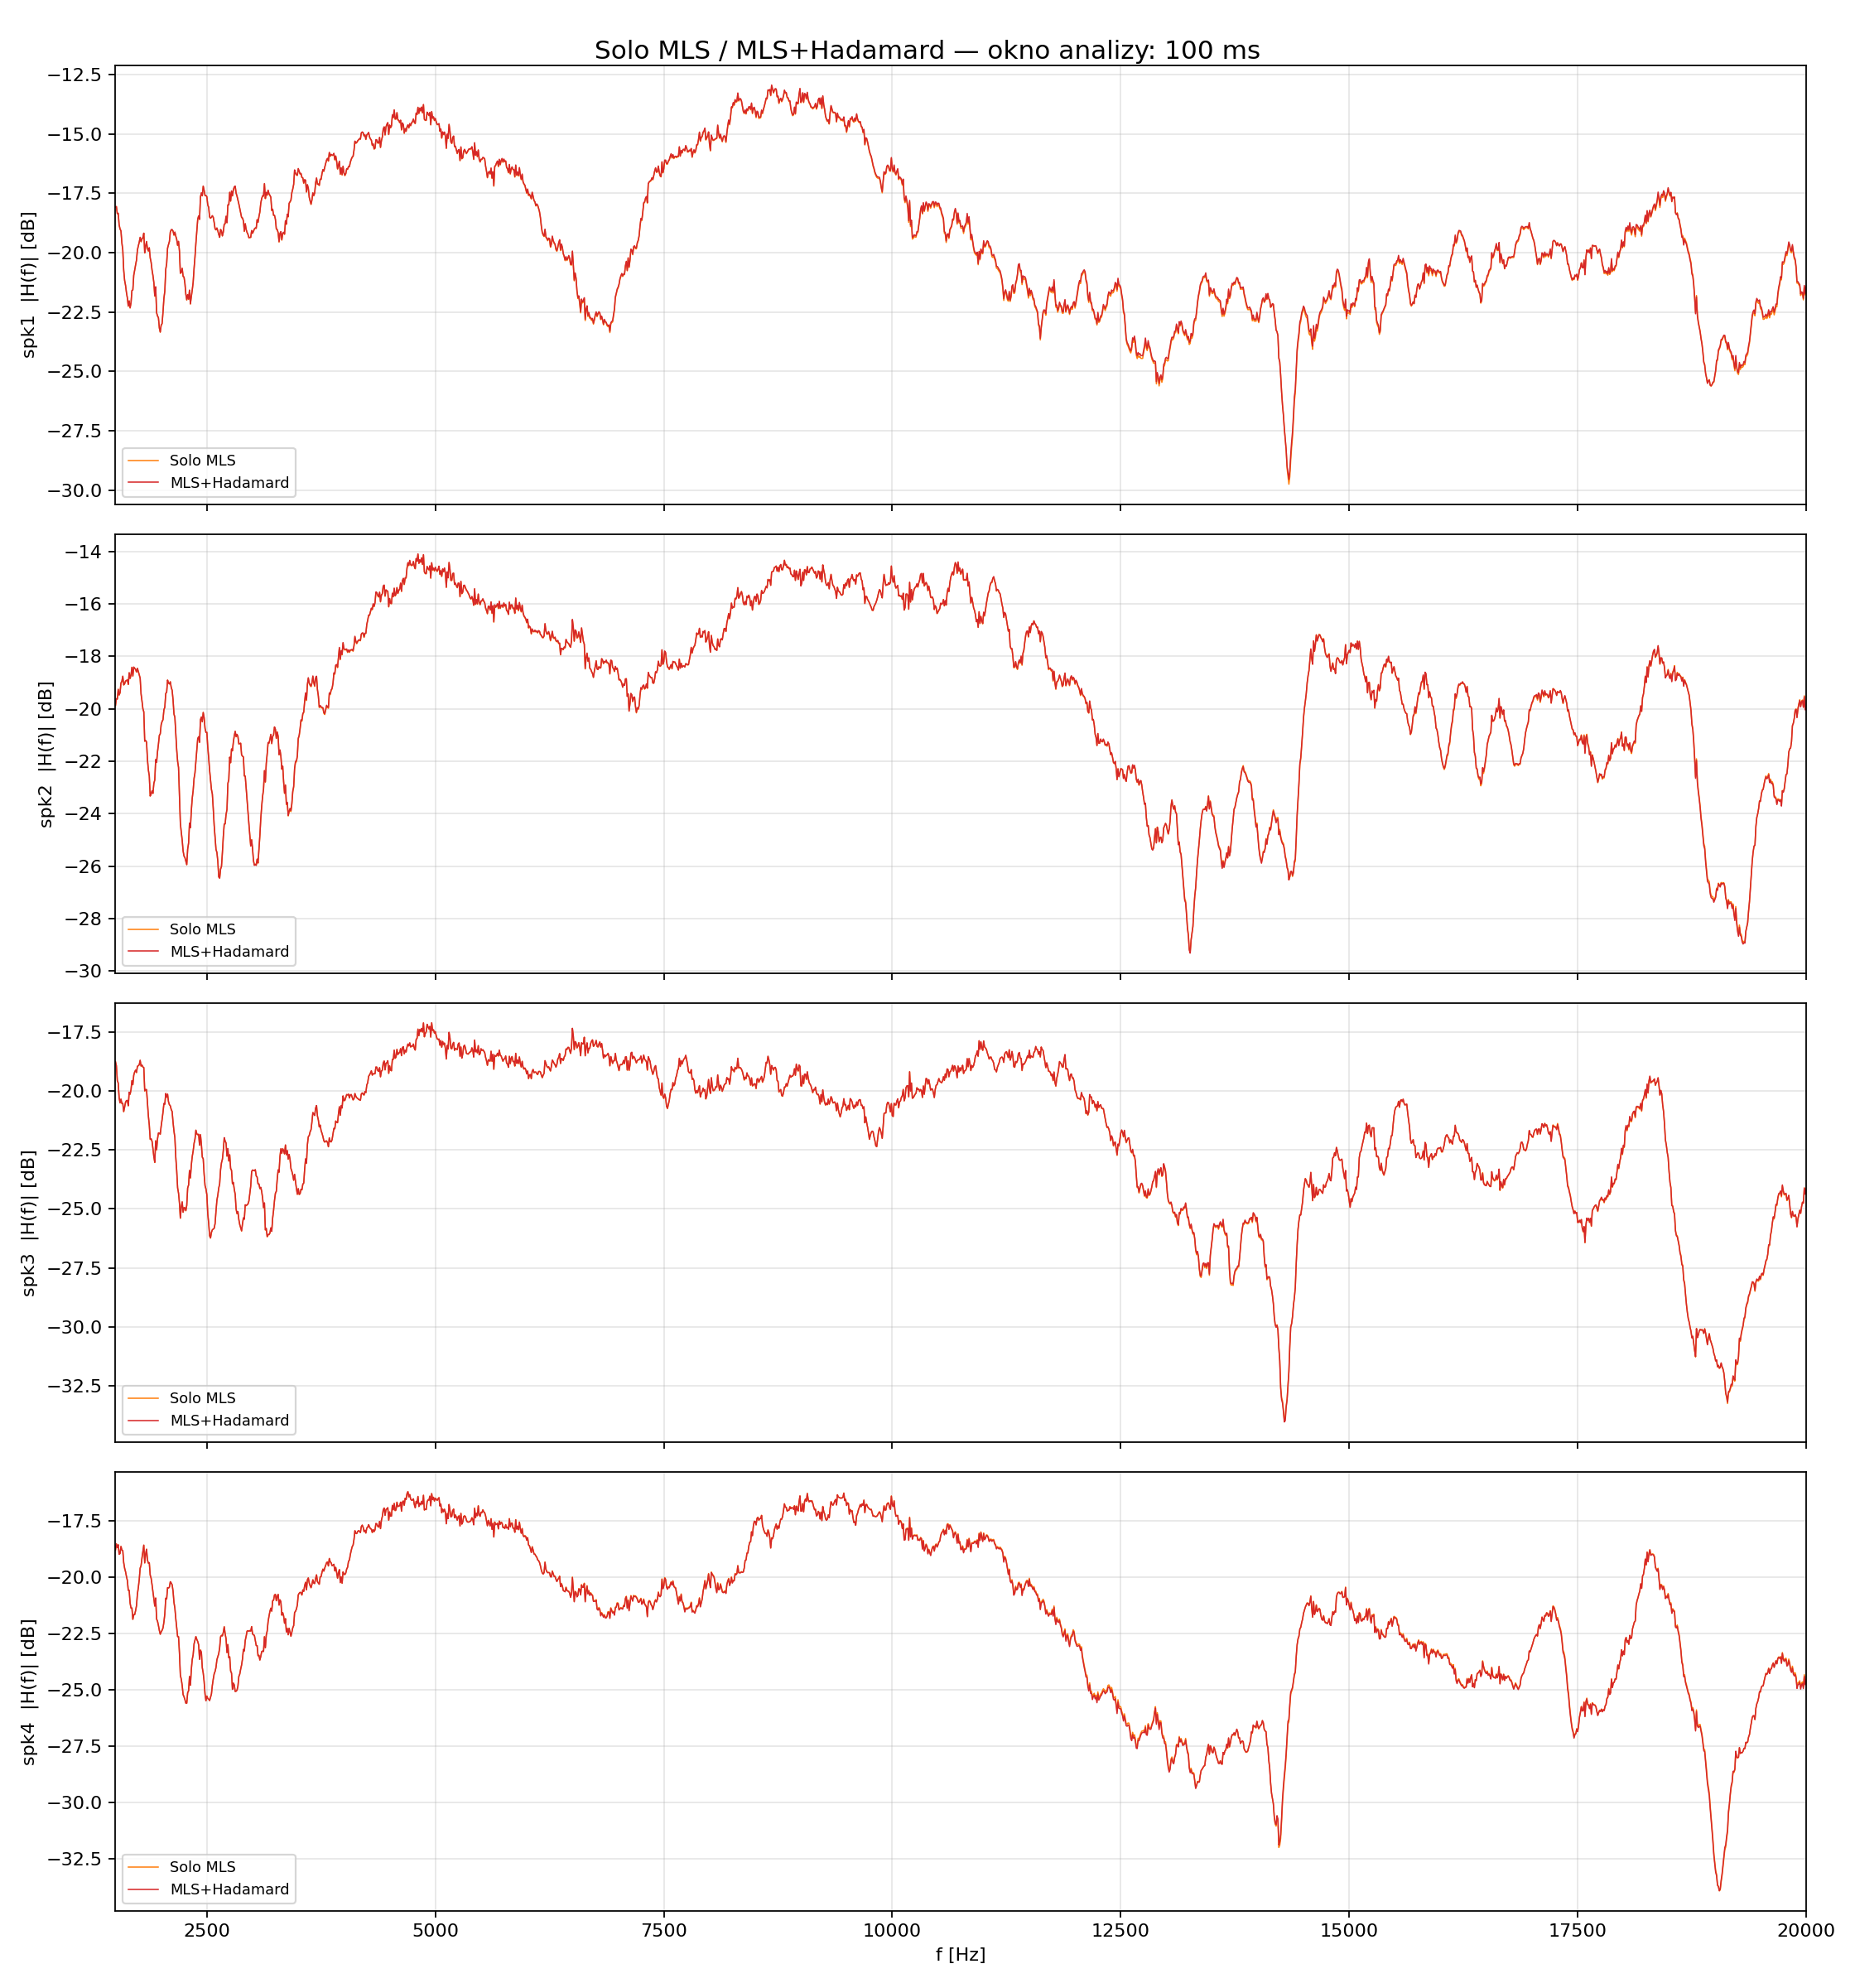 Solo MLS / MLS+Hadamard — okno analizy: 100 ms
−12.5
−15.0
−17.5
−20.0
−22.5
−25.0
−27.5
−30.0
spk1 |H(f)| [dB]
Solo MLS
MLS+Hadamard
−14
−16
−18
−20
−22
−24
−26
−28
−30
spk2 |H(f)| [dB]
Solo MLS
MLS+Hadamard
−17.5
−20.0
−22.5
−25.0
−27.5
−30.0
−32.5
spk3 |H(f)| [dB]
Solo MLS
MLS+Hadamard
−17.5
−20.0
−22.5
−25.0
−27.5
−30.0
−32.5
spk4 |H(f)| [dB]
Solo MLS
MLS+Hadamard
2500 5000 7500 10000 12500 15000 17500 20000
f [Hz]